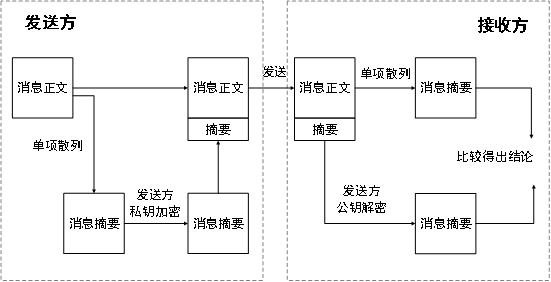 发送方
接收方
消息正文
消息正文
发送
消息正文
单项散列
消息摘要
摘要
摘要
单项散列
比较得出结论
发送方
私钥加密
发送方
公钥解密
消息摘要
消息摘要
消息摘要